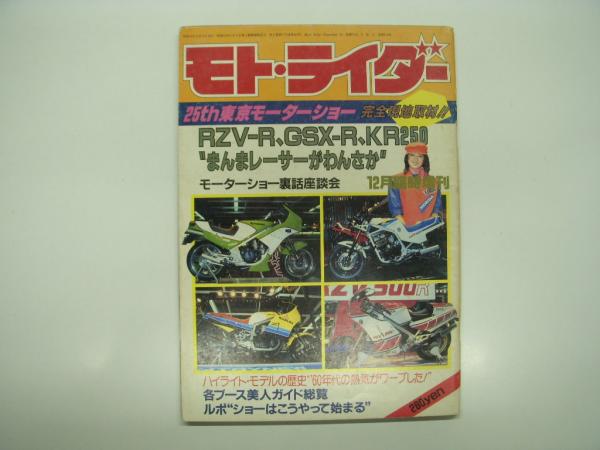 モト・ライダー
25th東京モーターショー 完全現地取材!!
RZV-R、GSX-R、KR250
"まんまレーサーがわんさか"
モーターショー裏話座談会
12月臨時増刊
RZV500R
ハイライト・モデルの歴史"'60年代の熱気がワープした!"
各ブース美人ガイド総覧
ルポ"ショーはこうやって始まる"
280yen